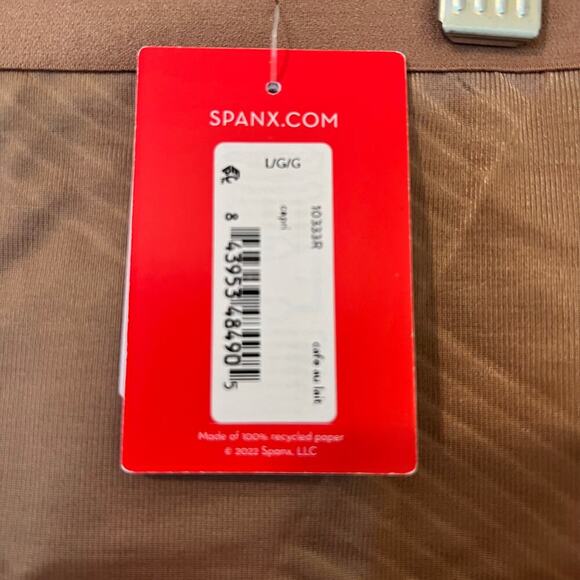 SPANX.COM
L/G/G
10333R
capri
cafe au lait
8 43953 48490 5
Made of 100% recycled paper
© 2022 Spanx, LLC